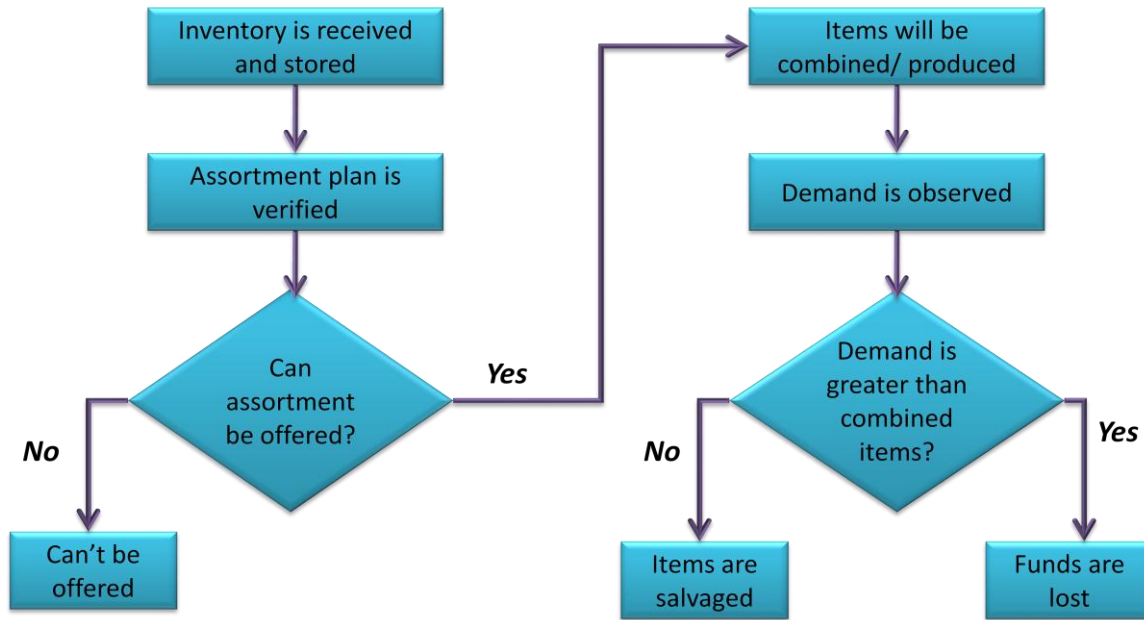 Inventory is received
and stored
Assortment plan is
verified
Can
assortment
be offered?
No
Yes
Can’t be
offered
Items will be
combined/ produced
Demand is observed
Demand is
greater than
combined
items?
No
Yes
Items are
salvaged
Funds are
lost